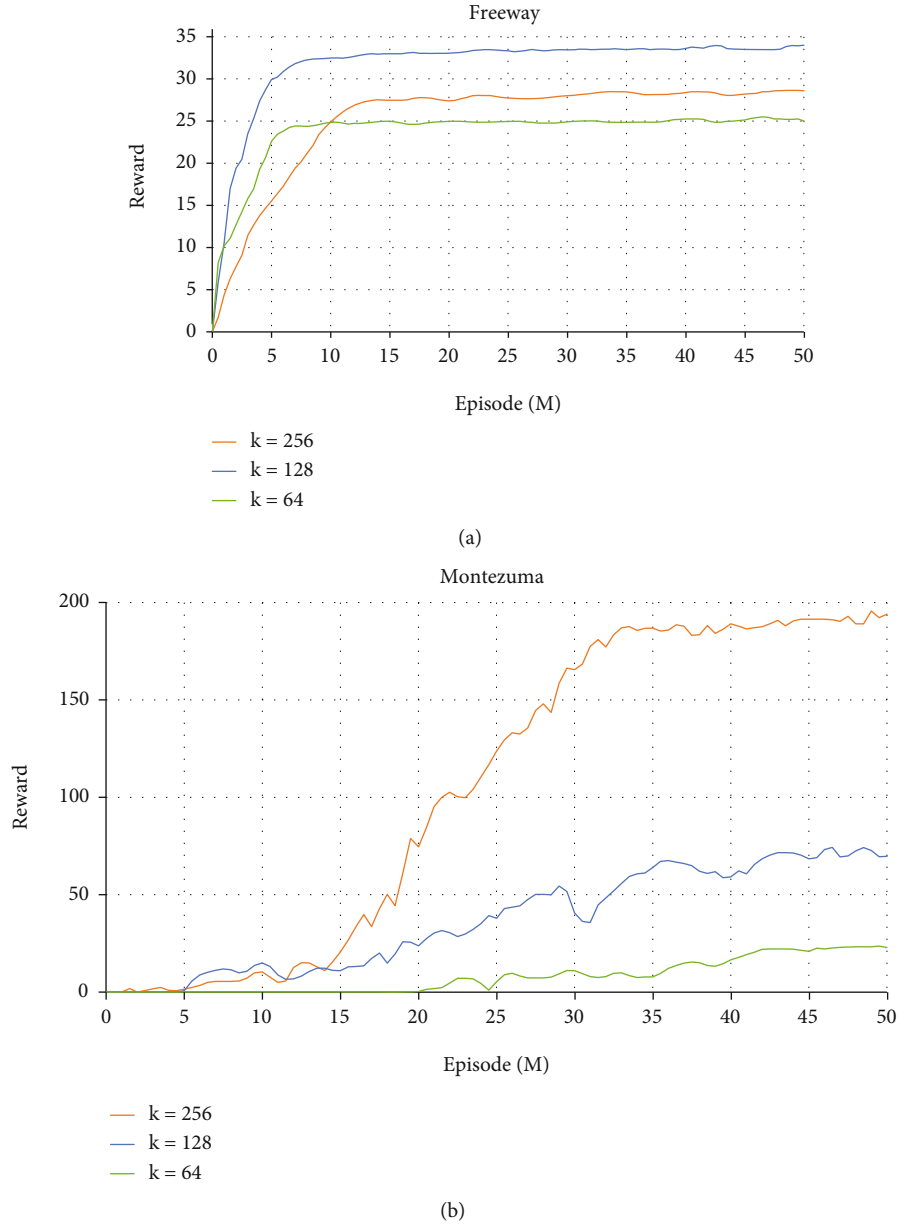 Freeway
35
30
25
20
15
10
5
0
Reward
0 5 10 15 20 25 30 35 40 45 50
Episode (M)
k = 256
k = 128
k = 64
(a)
Montezuma
200
150
100
50
0
Reward
0 5 10 15 20 25 30 35 40 45 50
Episode (M)
k = 256
k = 128
k = 64
(b)